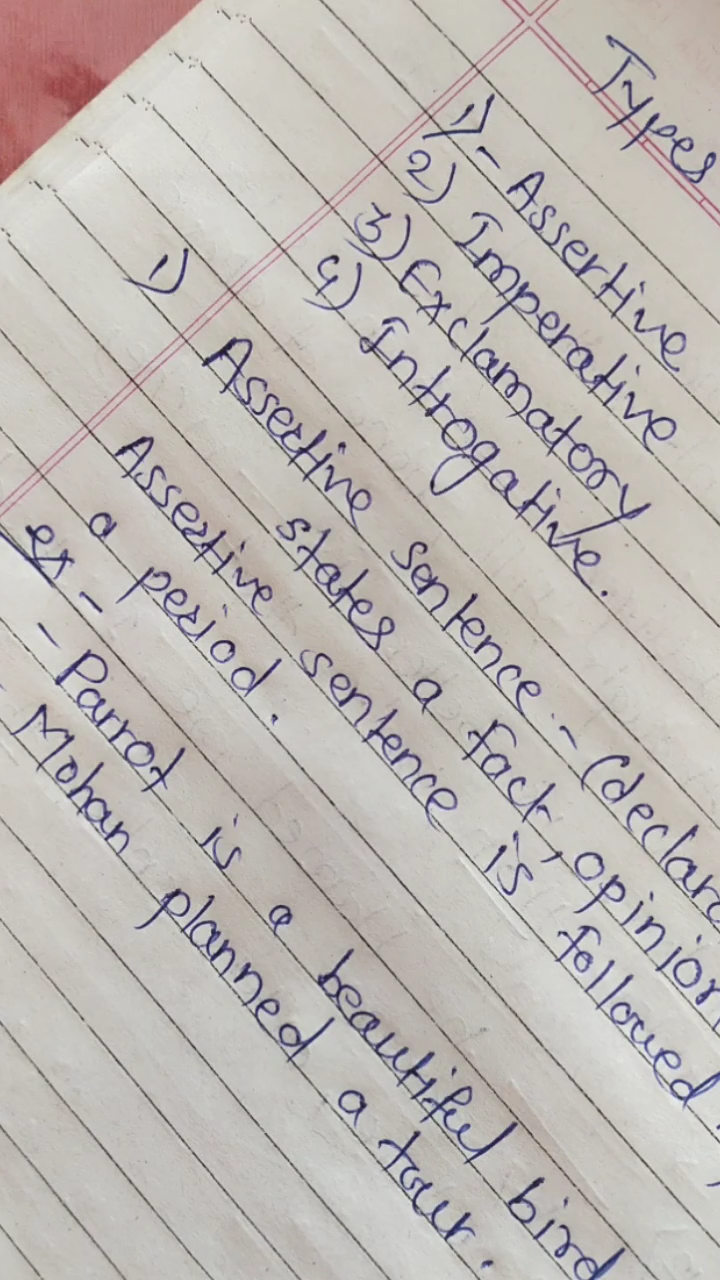 Types
1) - Assertive
2) Imperative
3) Exclamatory
4) Introgative.
1) Assertive sentence - (declara
states a fact, opinion
Assertive sentence is followed
a period.
ex -
- Parrot is a beautiful bird
- Mohan planned a tour.